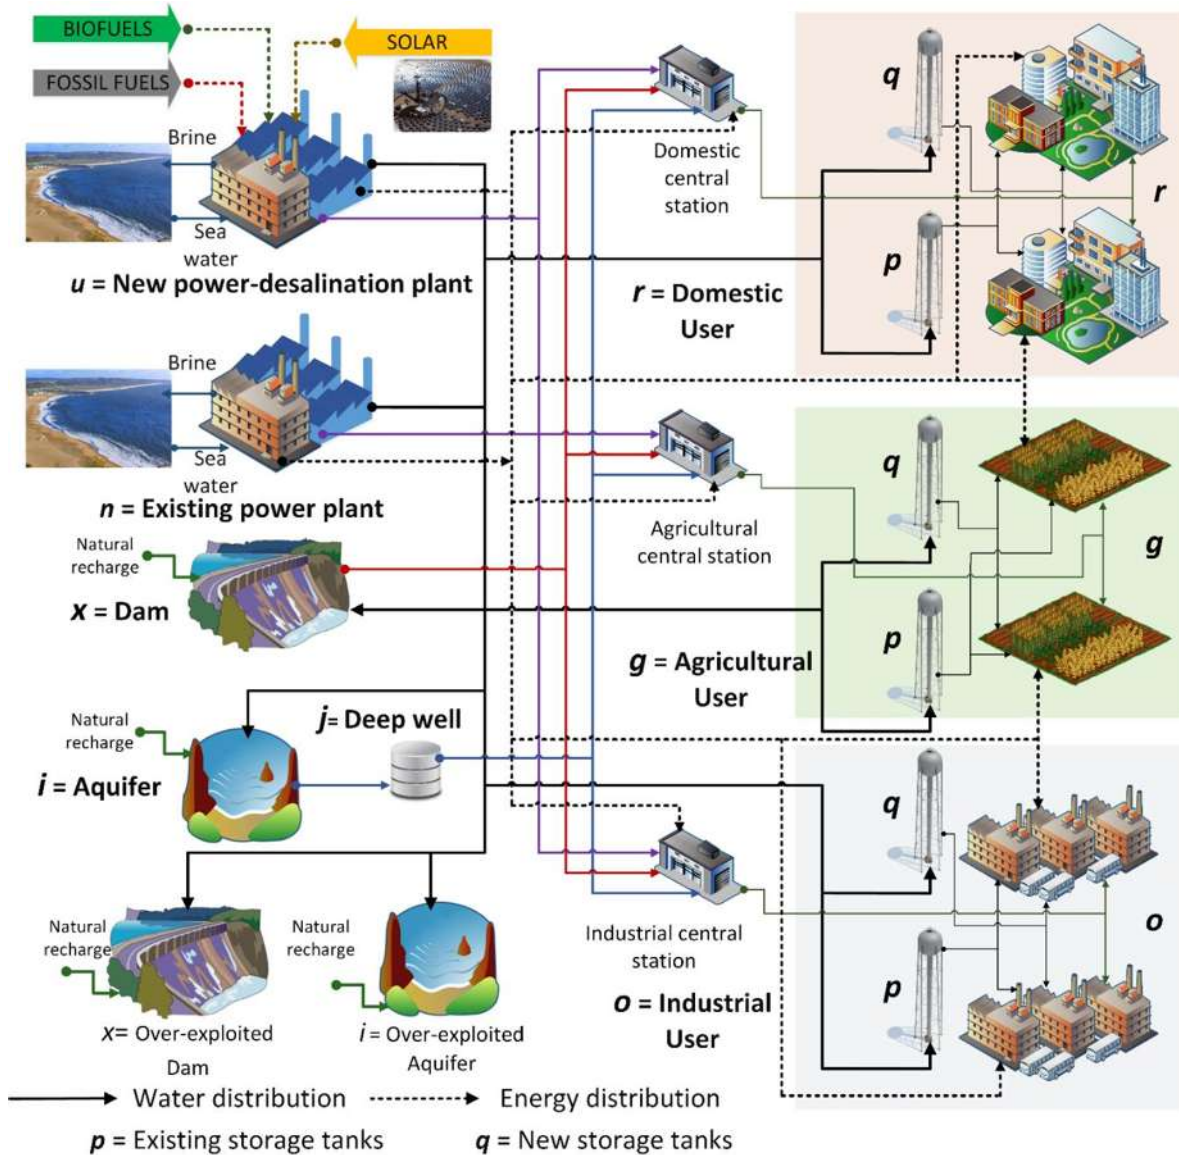 BIOFUELS
SOLAR
FOSSIL FUELS
Brine
Sea
water
u = New power-desalination plant
Brine
Sea
water
n = Existing power plant
Natural
recharge
x = Dam
Natural
recharge
i = Aquifer
j= Deep well
Natural
recharge
x= Over-exploited
Dam
Natural
recharge
i = Over-exploited
Aquifer
Domestic
central
station
r = Domestic
User
Agricultural
central station
g = Agricultural
User
Industrial central
station
o = Industrial
User
q
p
r
q
p
g
q
p
o
Water distribution
Energy distribution
p = Existing storage tanks
q = New storage tanks